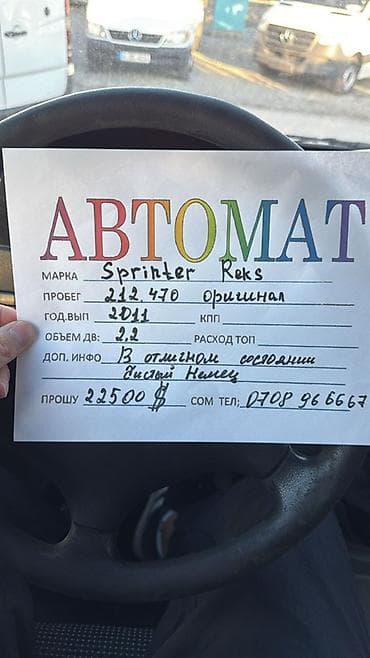 АВТОМАТ
МАРКА Sprinter Reks
ПРОБЕГ 212.470 оригинал
ГОД.ВЫП 2011 КПП
ОБЪЕМ ДВ: 2,2 РАСХОД ТОП
ДОП. ИНФО В отлисном состоянии
Чистый Немец
ПРОШУ 22500 $ СОМ ТЕЛ; 0708 96 66 67